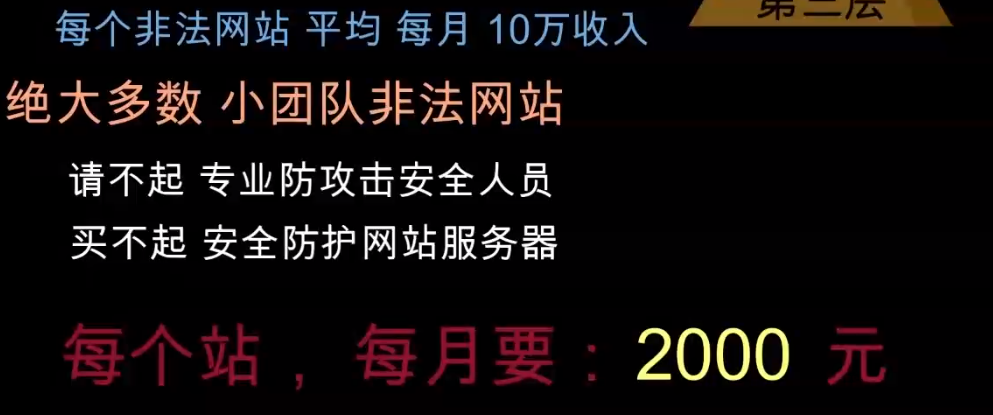 第三层
每个非法网站 平均 每月 10万收入
绝大多数 小团队非法网站
请不起 专业防攻击安全人员
买不起 安全防护网站服务器
每个站，每月要：2000 元